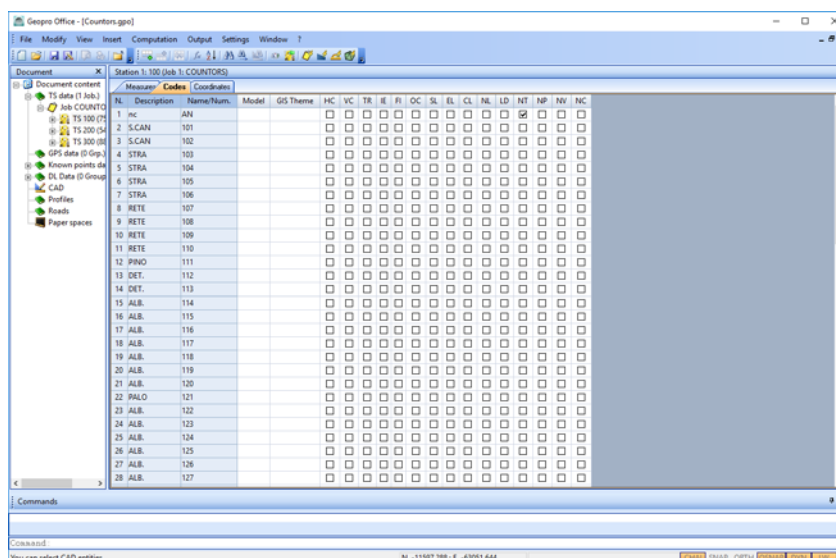 Geopro Office - [Countors.gpo]
File Modify View Insert Computation Output Settings Window ?
Document X
Station 1: 100 (Job 1: COUNTORS)
Document content
TS data (1 Job.)
Job COUNTO
TS 100 (75
TS 200 (54
TS 300 (88
GPS data (0 Grp.)
Known points da
DL Data (0 Group
CAD
Profiles
Roads
Paper spaces
Measures Codes Coordinates
N. Description Name/Num. Model GIS Theme HC VC TR IE FI OC SL EL CL NL LD NT NP NV NC
1 nc AN
2 S.CAN 101
3 S.CAN 102
4 STRA 103
5 STRA 104
6 STRA 105
7 STRA 106
8 RETE 107
9 RETE 108
10 RETE 109
11 RETE 110
12 PINO 111
13 DET. 112
14 DET. 113
15 ALB. 114
16 ALB. 115
17 ALB. 116
18 ALB. 117
19 ALB. 118
20 ALB. 119
21 ALB. 120
22 PALO 121
23 ALB. 122
24 ALB. 123
25 ALB. 124
26 ALB. 125
27 ALB. 126
28 ALB. 127
Commands
Command:
You can select CAD entities
SNAP ORTH